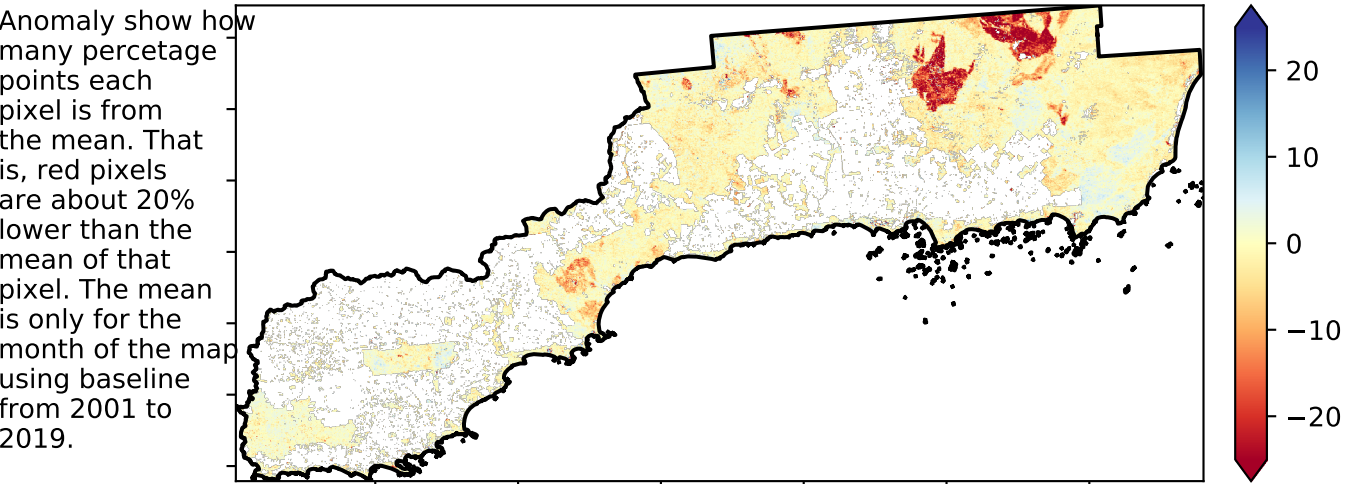 Anomaly show how
many percetage
points each
pixel is from
the mean. That
is, red pixels
are about 20%
lower than the
mean of that
pixel. The mean
is only for the
month of the map
using baseline
from 2001 to
2019.
20
10
0
−10
−20